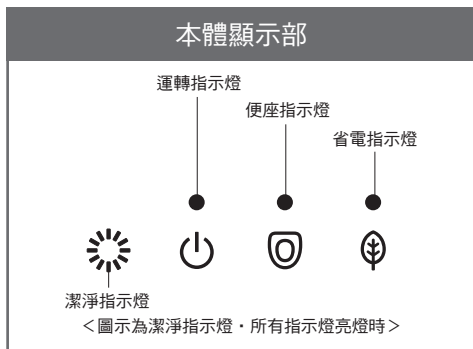 本體顯示部
運轉指示燈
便座指示燈
省電指示燈
潔淨指示燈
＜圖示為潔淨指示燈・所有指示燈亮燈時＞